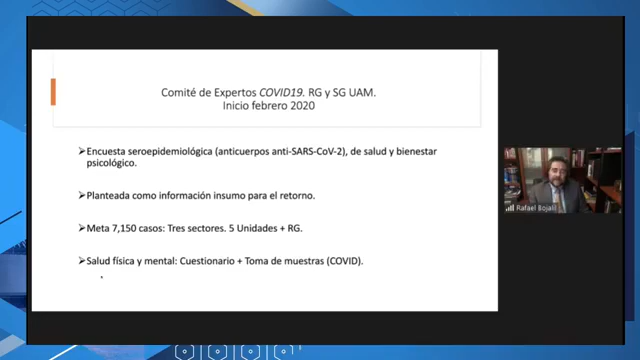 Comité de Expertos COVID19. RG y SG UAM.
Inicio febrero 2020
➢Encuesta seroepidemiológica (anticuerpos anti-SARS-CoV-2), de salud y bienestar
psicológico.
➢Planteada como información insumo para el retorno.
➢Meta 7,150 casos: Tres sectores. 5 Unidades + RG.
➢Salud física y mental: Cuestionario + Toma de muestras (COVID).
Rafael Bojalil